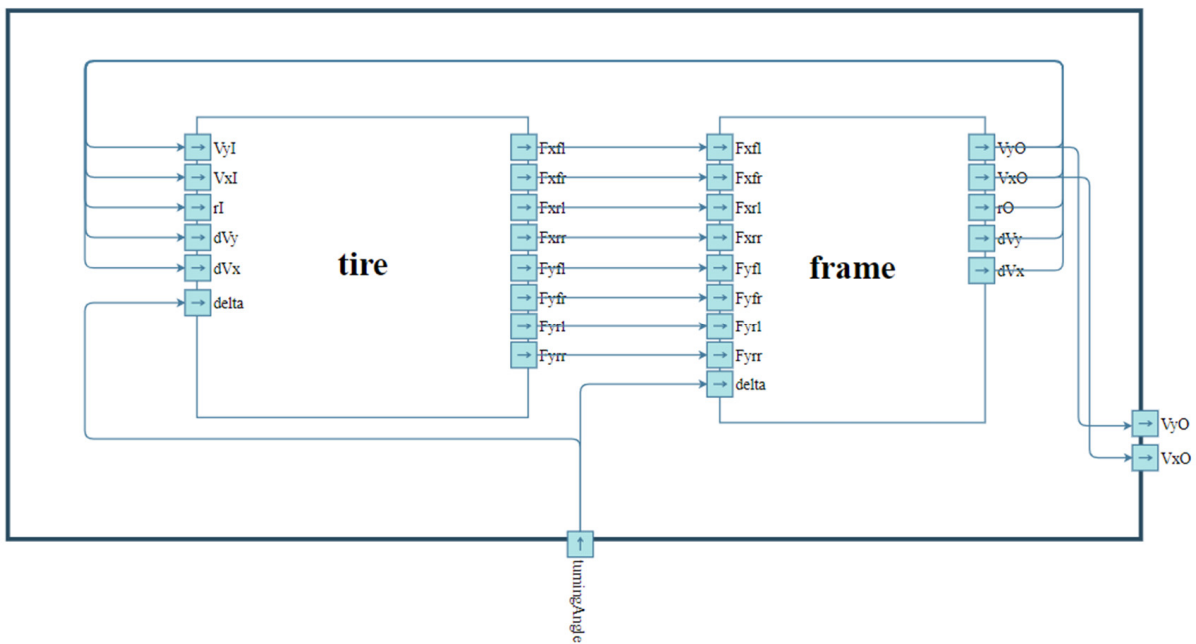 VyI
VxI
rI
dVy
dVx
delta
tire
Fxfl
Fxfr
Fxrl
Fxrr
Fyfl
Fyfr
Fyrl
Fyrr
Fxfl
Fxfr
Fxrl
Fxrr
Fyfl
Fyfr
Fyrl
Fyrr
delta
frame
VyO
VxO
rO
dVy
dVx
VyO
VxO
tuningAngle